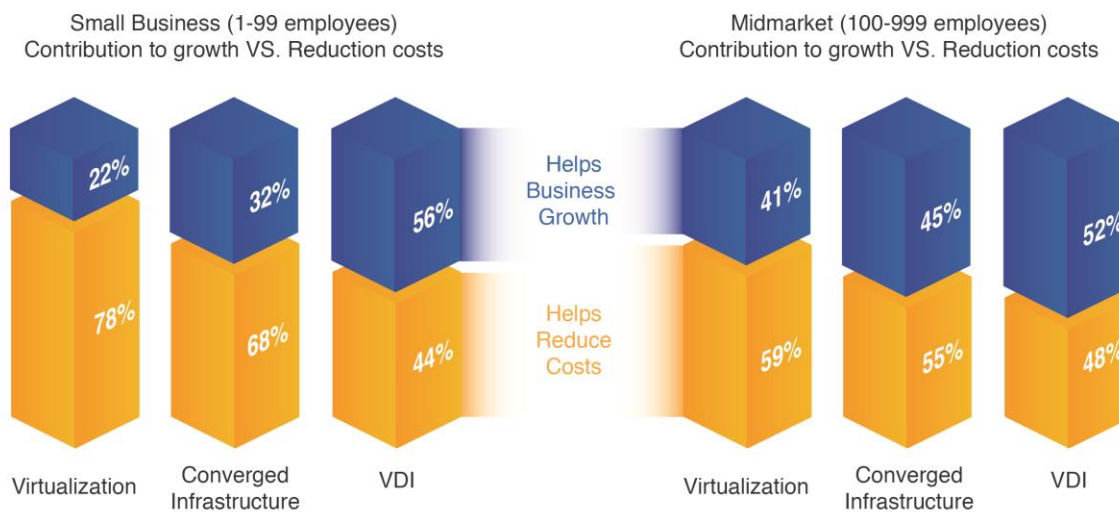 Small Business (1-99 employees)
Contribution to growth VS. Reduction costs
Midmarket (100-999 employees)
Contribution to growth VS. Reduction costs
22%
32%
56%
Helps
Business
Growth
41%
45%
52%
78%
68%
44%
Helps
Reduce
Costs
59%
55%
48%
Virtualization
Converged
Infrastructure
VDI
Virtualization
Converged
Infrastructure
VDI